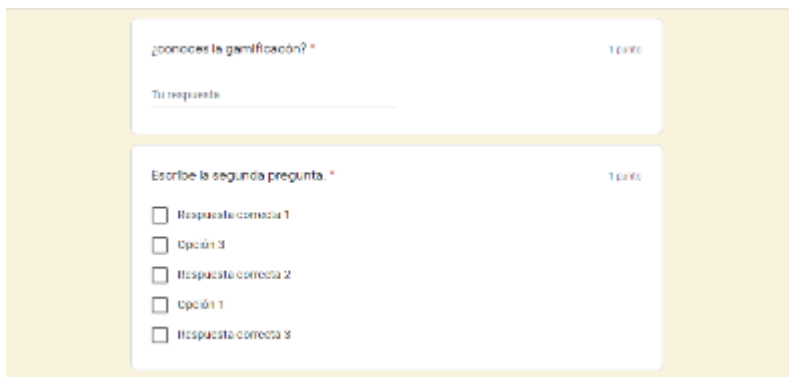 ¿conoces la gamificacón? *
1 punto
Tu respuesta
Escribe la segunda pregunta. *
1 punto
Respuesta correcta 1
Opción 3
Respuesta correcta 2
Opción 1
Respuesta correcta 3